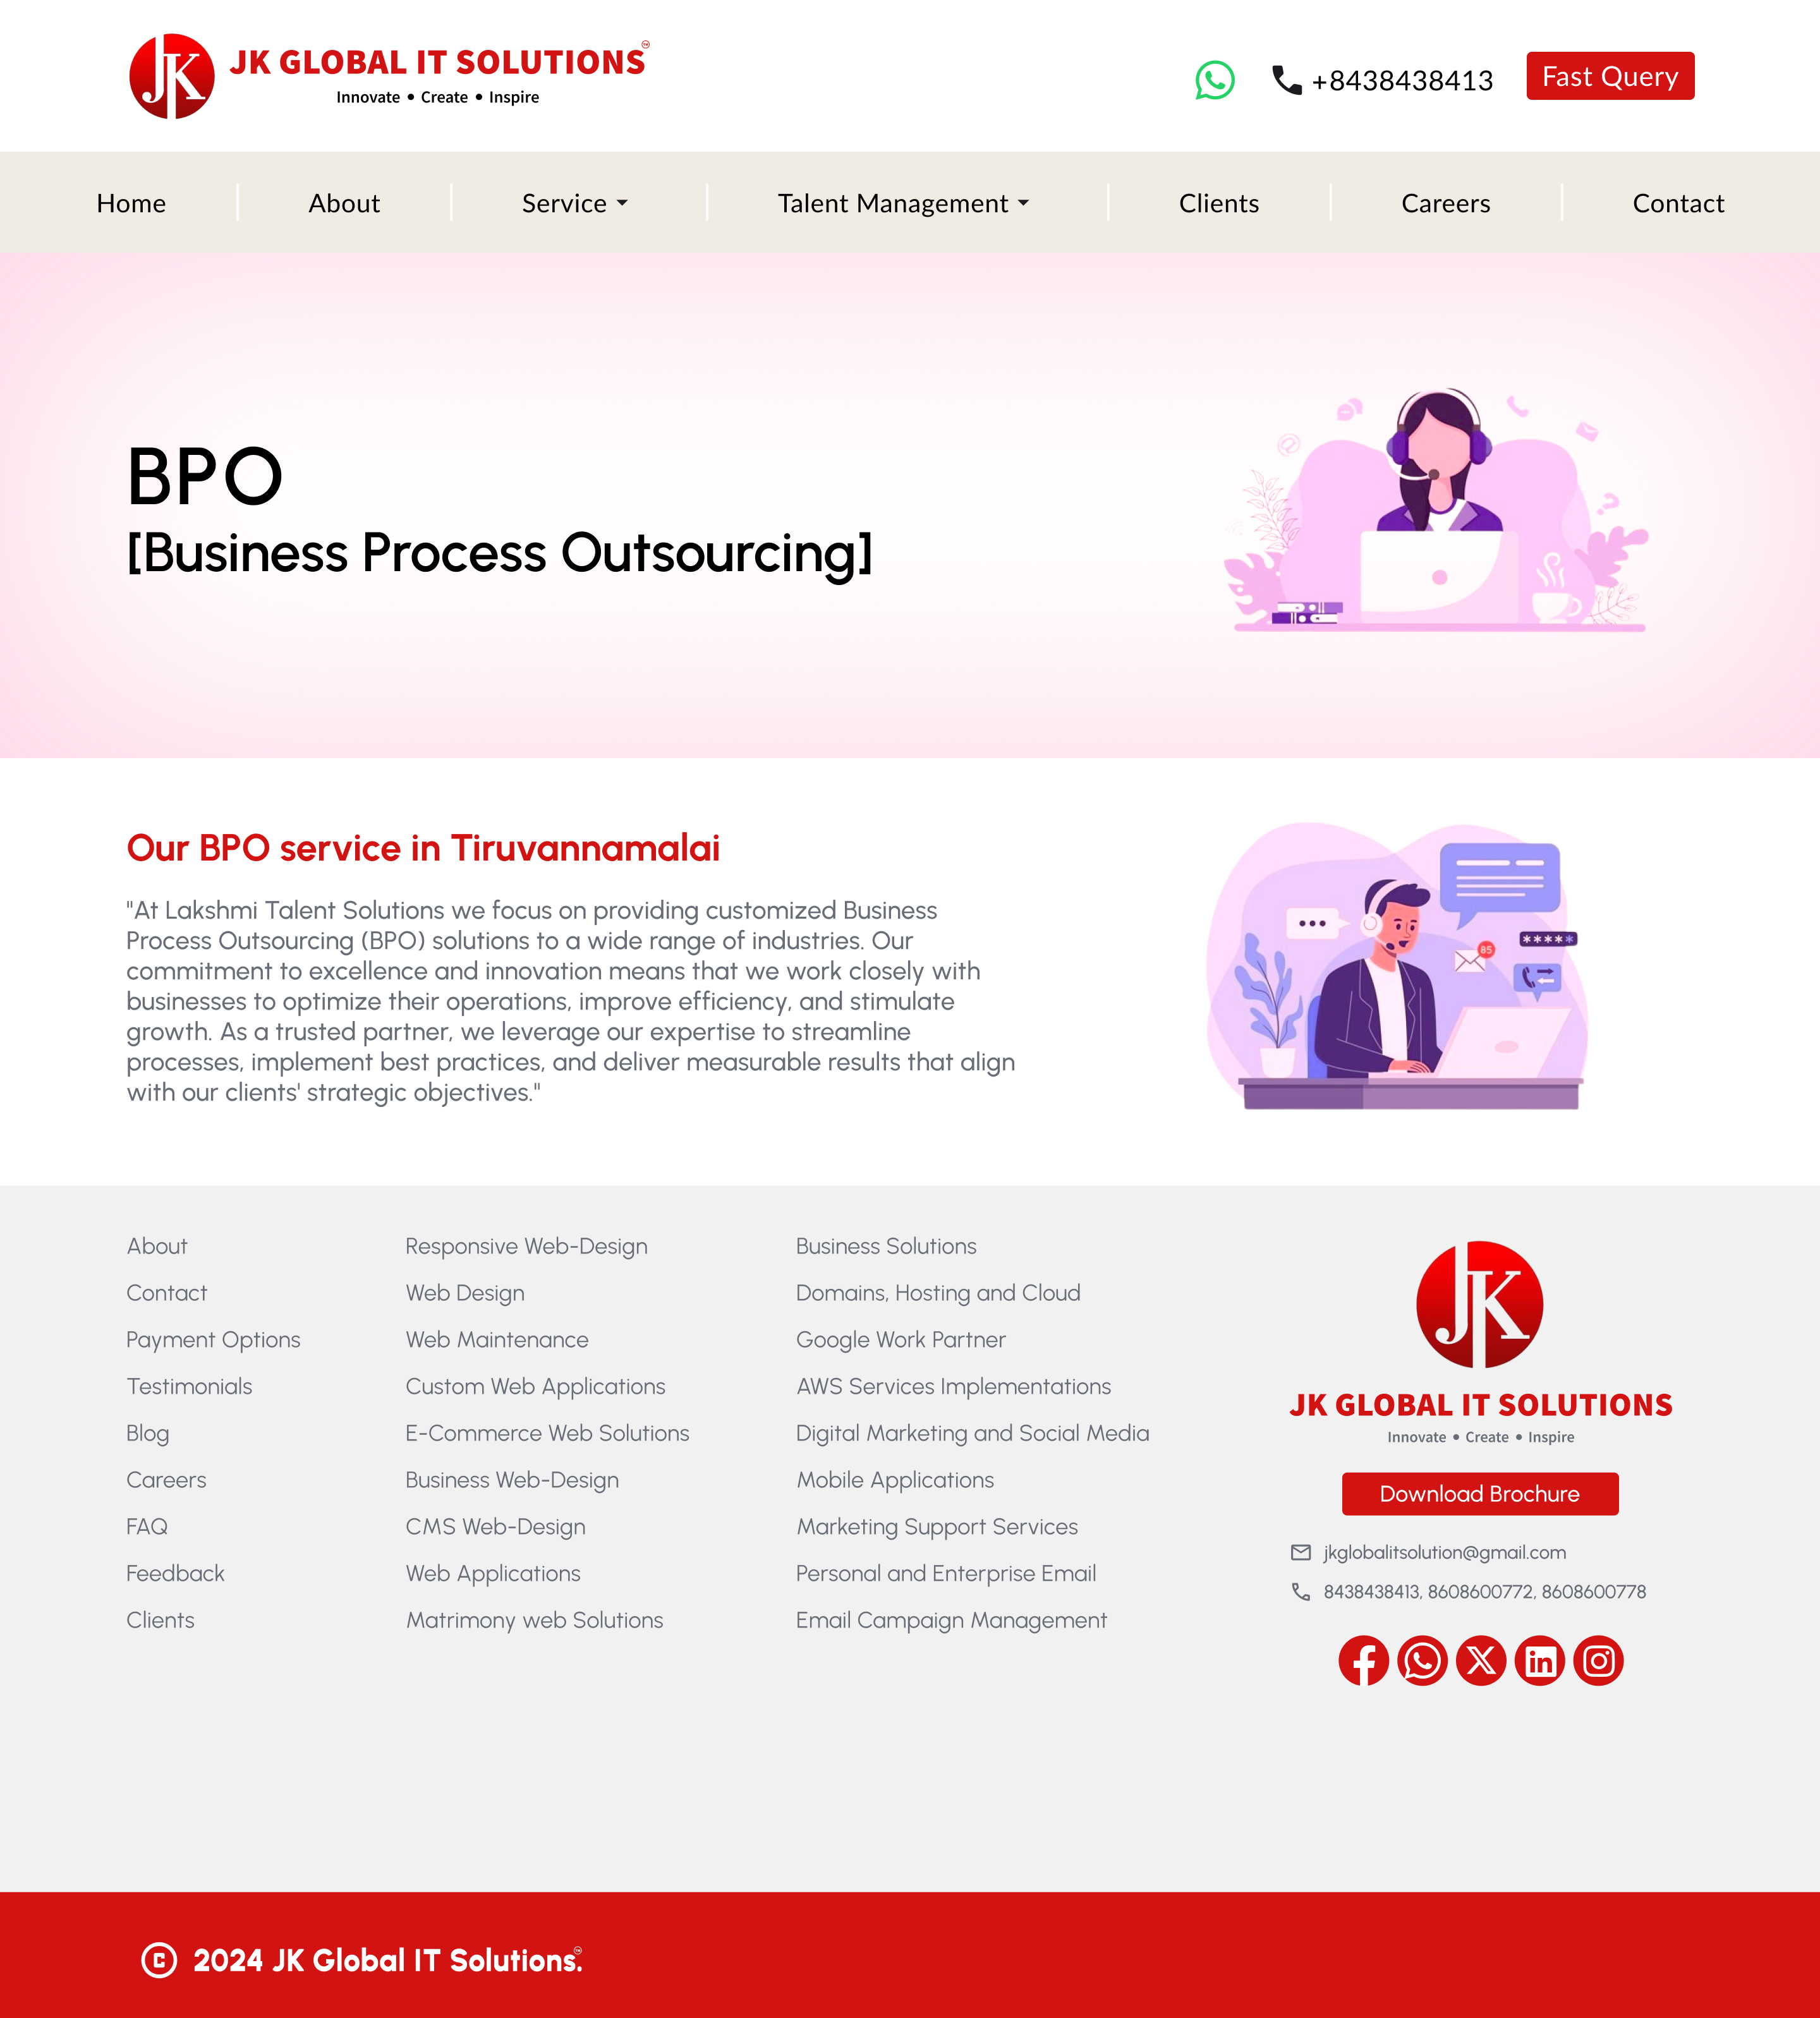 JK GLOBAL IT SOLUTIONS
Innovate • Create • Inspire
+8438438413
Fast Query
Home
About
Service
Talent Management
Clients
Careers
Contact
BPO
[Business Process Outsourcing]
Our BPO service in Tiruvannamalai
"At Lakshmi Talent Solutions we focus on providing customized Business
Process Outsourcing (BPO) solutions to a wide range of industries. Our
commitment to excellence and innovation means that we work closely with
businesses to optimize their operations, improve efficiency, and stimulate
growth. As a trusted partner, we leverage our expertise to streamline
processes, implement best practices, and deliver measurable results that align
with our clients' strategic objectives."
85
*****
About
Contact
Payment Options
Testimonials
Blog
Careers
FAQ
Feedback
Clients
Responsive Web-Design
Web Design
Web Maintenance
Custom Web Applications
E-Commerce Web Solutions
Business Web-Design
CMS Web-Design
Web Applications
Matrimony web Solutions
Business Solutions
Domains, Hosting and Cloud
Google Work Partner
AWS Services Implementations
Digital Marketing and Social Media
Mobile Applications
Marketing Support Services
Personal and Enterprise Email
Email Campaign Management
JK
JK GLOBAL IT SOLUTIONS
Innovate • Create • Inspire
Download Brochure
jkglobalitsolution@gmail.com
8438438413, 8608600772, 8608600778
© 2024 JK Global IT Solutions.